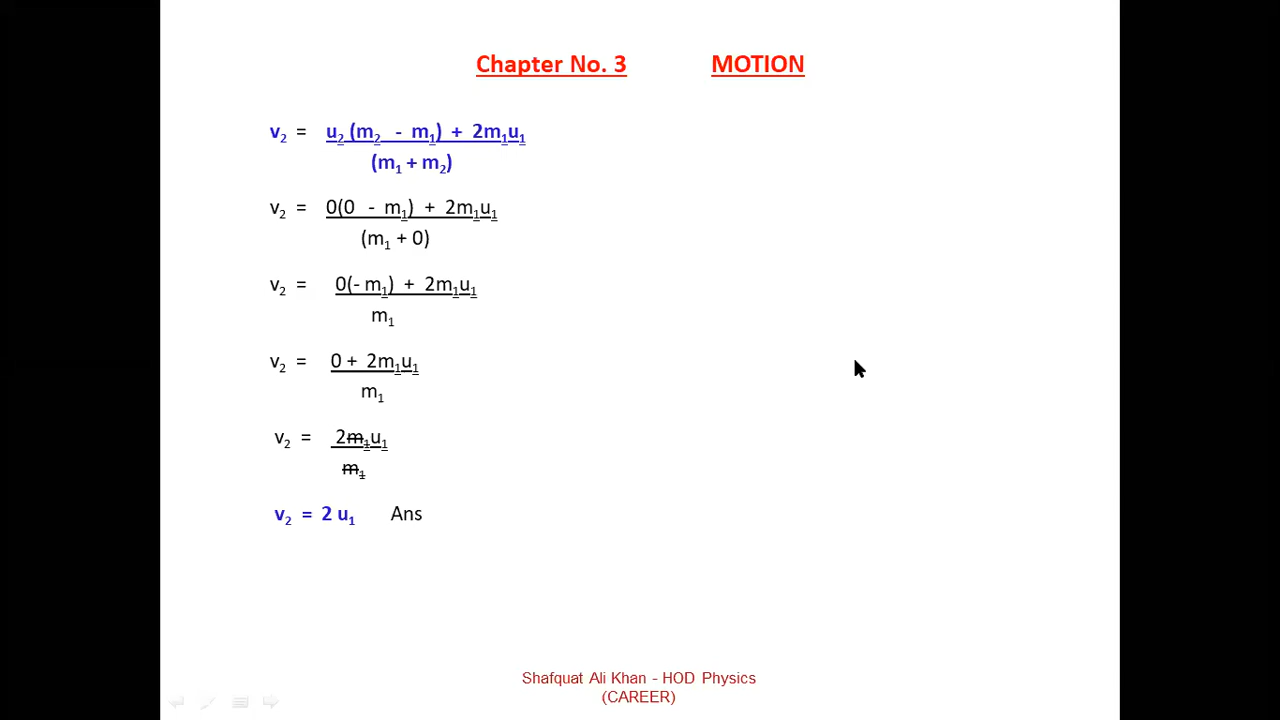 Chapter No. 3 MOTION
v₂ = u₂ (m₂ - m₁) + 2m₁u₁
(m₁ + m₂)
v₂ = 0(0 - m₁) + 2m₁u₁
(m₁ + 0)
v₂ = 0(- m₁) + 2m₁u₁
m₁
v₂ = 0 + 2m₁u₁
m₁
v₂ = 2m₁u₁
m₁
v₂ = 2 u₁ Ans
Shafquat Ali Khan - HOD Physics
(CAREER)